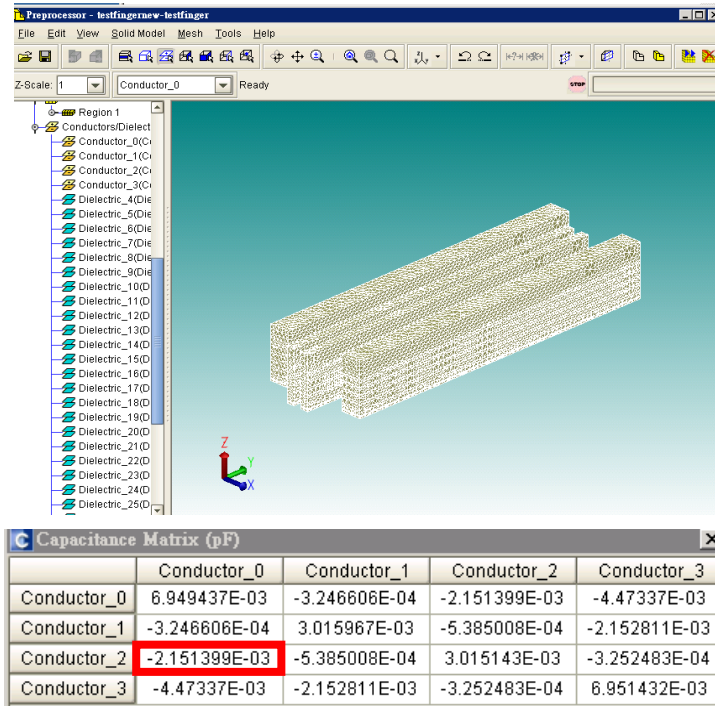 Preprocessor - testfingernew-testfinger
File Edit View Solid Model Mesh Tools Help
Z-Scale: 1 Conductor_0 Ready STOP
Region 1
Conductors/Dielect
Conductor_0(Co
Conductor_1(Co
Conductor_2(Co
Conductor_3(Co
Dielectric_4(Die
Dielectric_5(Die
Dielectric_6(Die
Dielectric_7(Die
Dielectric_8(Die
Dielectric_9(Die
Dielectric_10(D
Dielectric_11(D
Dielectric_12(D
Dielectric_13(D
Dielectric_14(D
Dielectric_15(D
Dielectric_16(D
Dielectric_17(D
Dielectric_18(D
Dielectric_19(D
Dielectric_20(D
Dielectric_21(D
Dielectric_22(D
Dielectric_23(D
Dielectric_24(D
Dielectric_25(D
Z
Y
X
C Capacitance Matrix (pF)
Conductor_0 Conductor_1 Conductor_2 Conductor_3
Conductor_0 6.949437E-03 -3.246606E-04 -2.151399E-03 -4.47337E-03
Conductor_1 -3.246606E-04 3.015967E-03 -5.385008E-04 -2.152811E-03
Conductor_2 -2.151399E-03 -5.385008E-04 3.015143E-03 -3.252483E-04
Conductor_3 -4.47337E-03 -2.152811E-03 -3.252483E-04 6.951432E-03